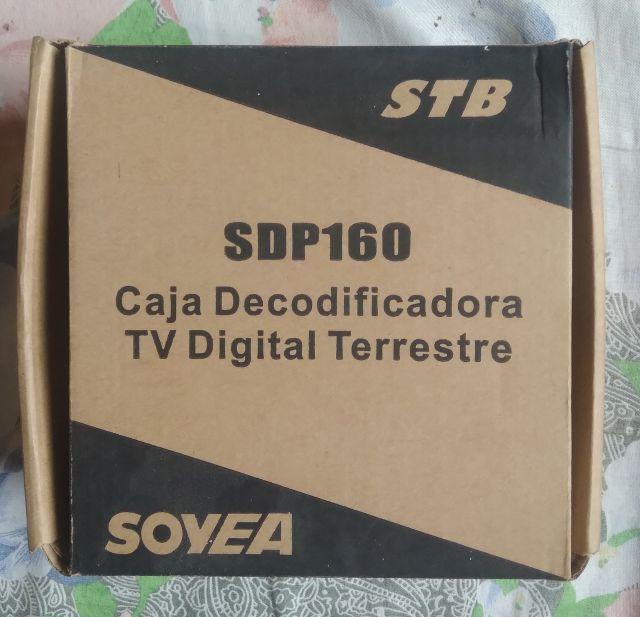 STB
SDP160
Caja Decodificadora
TV Digital Terrestre
SOYEA